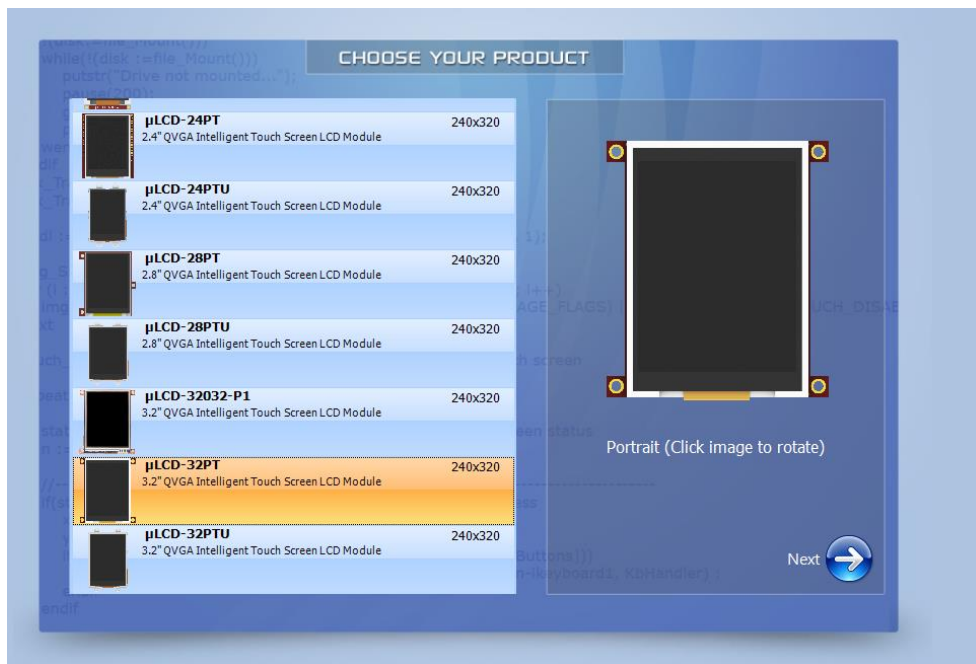 while(!(disk :=file_Mount()))
CHOOSE YOUR PRODUCT
putstr("Drive not mounted...");
pause(200);
µLCD-24PT 240x320
2.4" QVGA Intelligent Touch Screen LCD Module
µLCD-24PTU 240x320
2.4" QVGA Intelligent Touch Screen LCD Module
µLCD-28PT 240x320
2.8" QVGA Intelligent Touch Screen LCD Module
µLCD-28PTU 240x320
2.8" QVGA Intelligent Touch Screen LCD Module
µLCD-32032-P1 240x320
3.2" QVGA Intelligent Touch Screen LCD Module
µLCD-32PT 240x320
3.2" QVGA Intelligent Touch Screen LCD Module
µLCD-32PTU 240x320
3.2" QVGA Intelligent Touch Screen LCD Module
Portrait (Click image to rotate)
Next
KbHandler) ;
endif